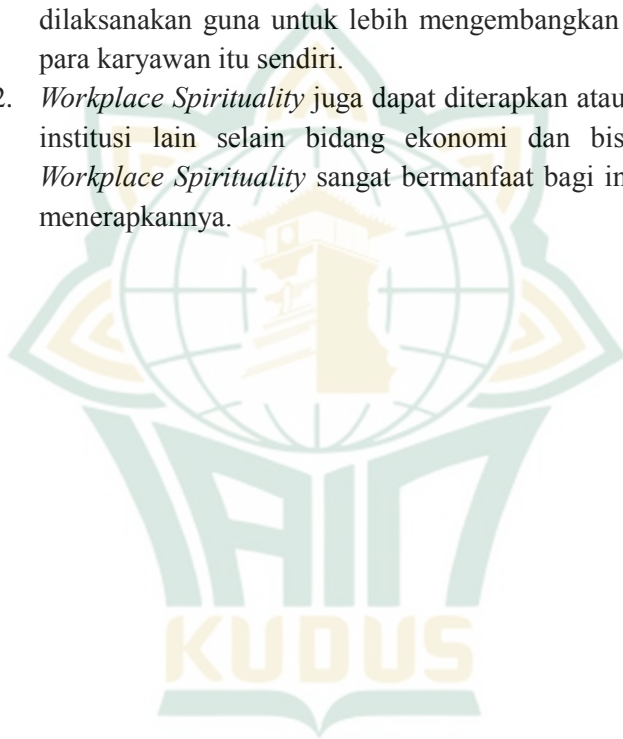 dilaksanakan guna untuk lebih mengembangkan
para karyawan itu sendiri.
2. Workplace Spirituality juga dapat diterapkan atau
institusi lain selain bidang ekonomi dan
Workplace Spirituality sangat bermanfaat bagi
menerapkannya.
IAIN
KUDUS